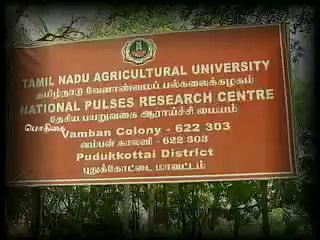 TAMIL NADU AGRICULTURAL UNIVERSITY
தமிழ்நாடு வேளாண்மைப் பல்கலைக்கழகம்
NATIONAL PULSES RESEARCH CENTRE
தேசிய பயறுவகை ஆராய்ச்சி மையம்
பொதிகை
Vamban Colony - 622 303
வம்பன் காலனி - 622 303
Pudukkottai District
புதுக்கோட்டை மாவட்டம்